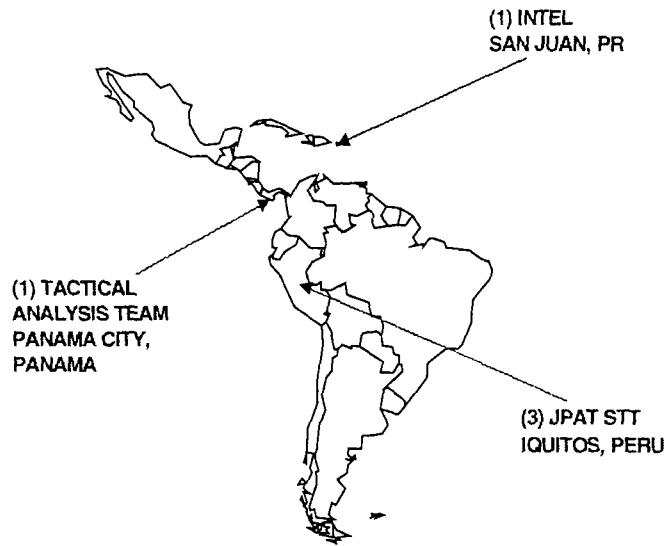 (1) INTEL
SAN JUAN, PR
(1) TACTICAL
ANALYSIS TEAM
PANAMA CITY,
PANAMA
(3) JPAT STT
IQUITOS, PERU